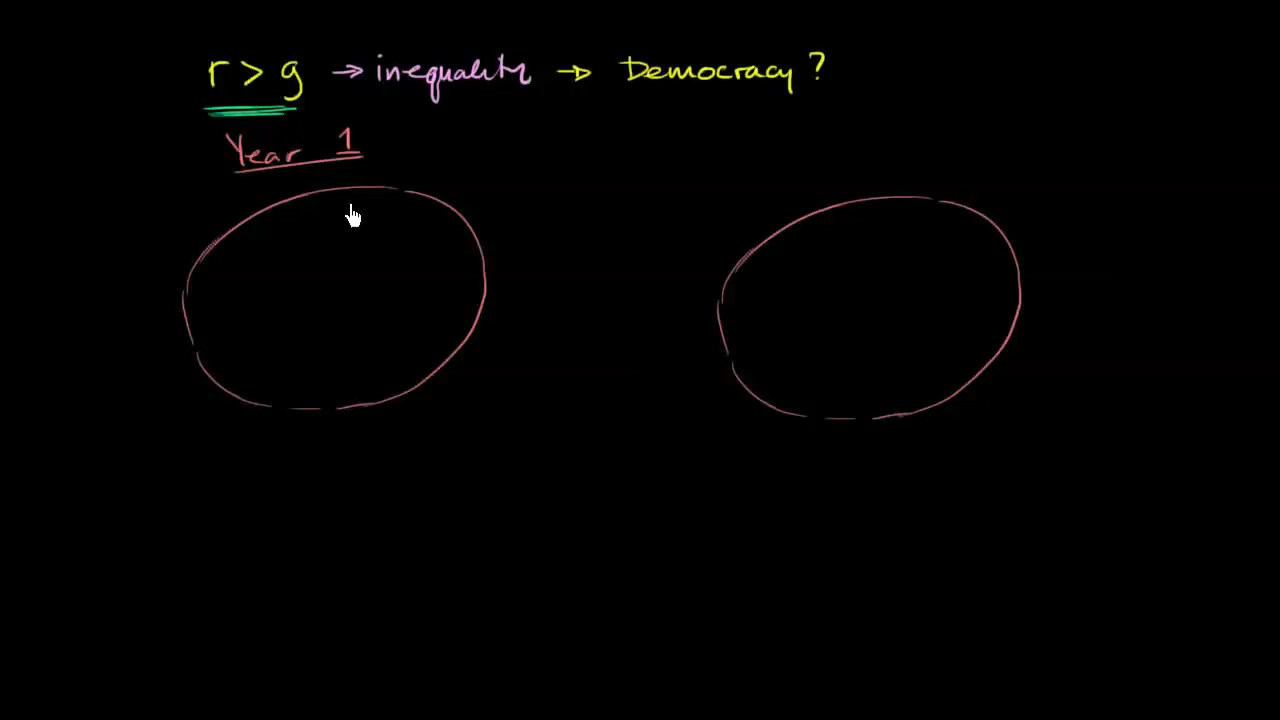 r > g → inequality → Democracy ?
Year 1